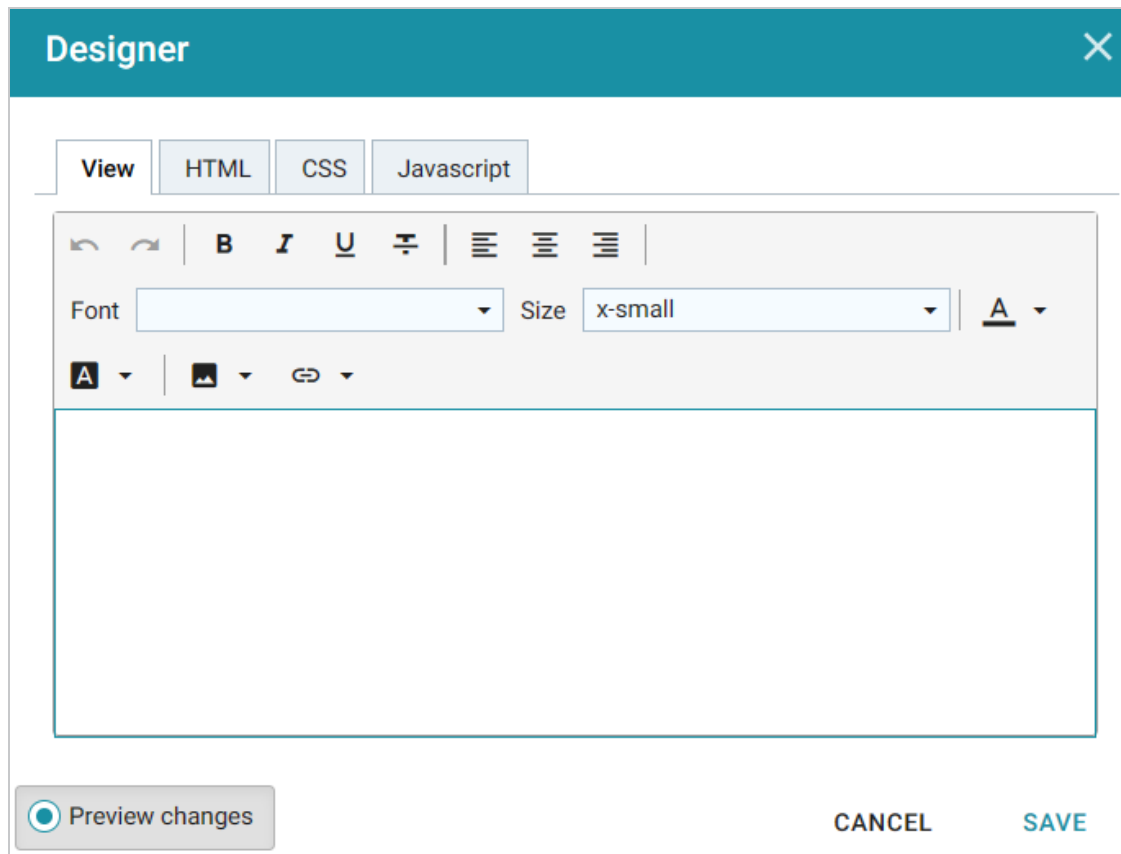 Designer
View HTML CSS Javascript
B I U T
Font Size x-small A
A
Preview changes
CANCEL SAVE